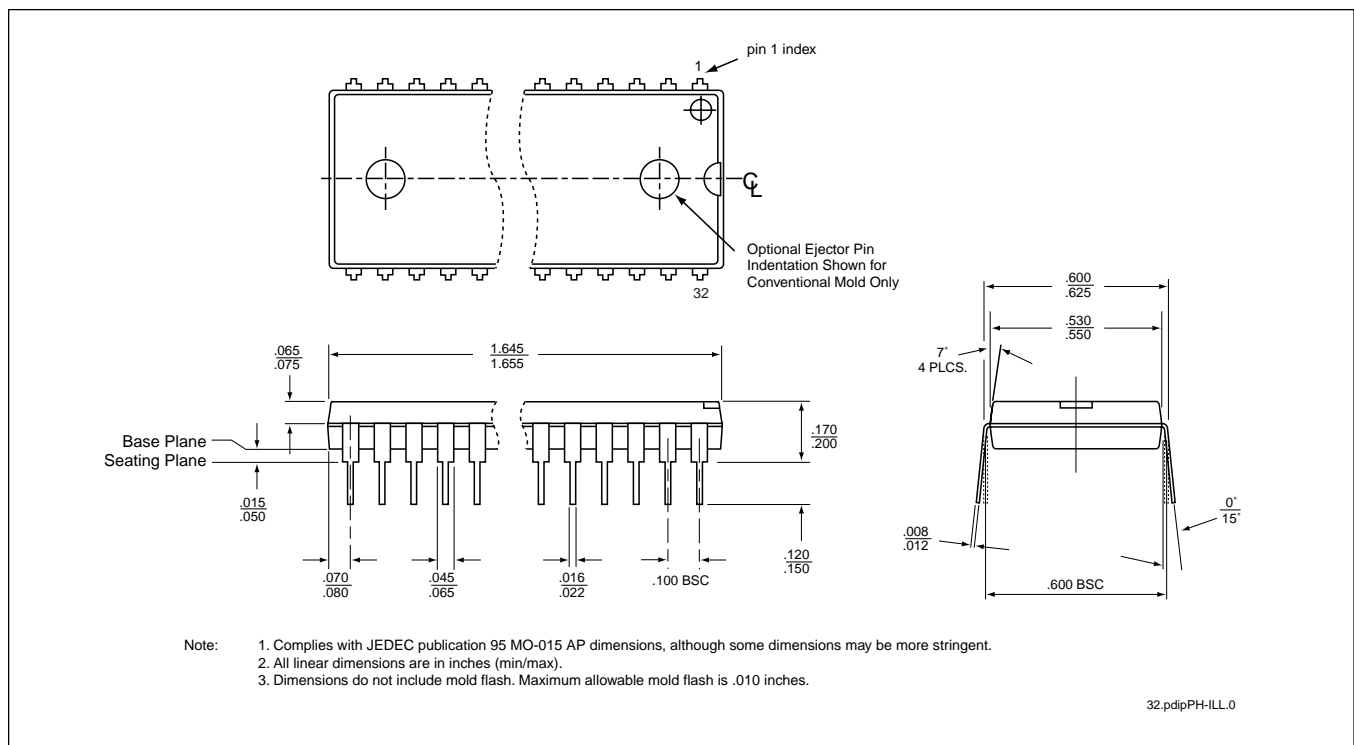 pin 1 index
1
℄
Optional Ejector Pin
Indentation Shown for
Conventional Mold Only
32
.600
.625
.530
.550
7˚
4 PLCS.
.065
.075
1.645
1.655
.170
.200
Base Plane
Seating Plane
.015
.050
0˚
15˚
.008
.012
.120
.150
.070
.080
.045
.065
.016
.022
.100 BSC
.600 BSC
Note: 1. Complies with JEDEC publication 95 MO-015 AP dimensions, although some dimensions may be more stringent.
2. All linear dimensions are in inches (min/max).
3. Dimensions do not include mold flash. Maximum allowable mold flash is .010 inches.
32.pdipPH-ILL.0